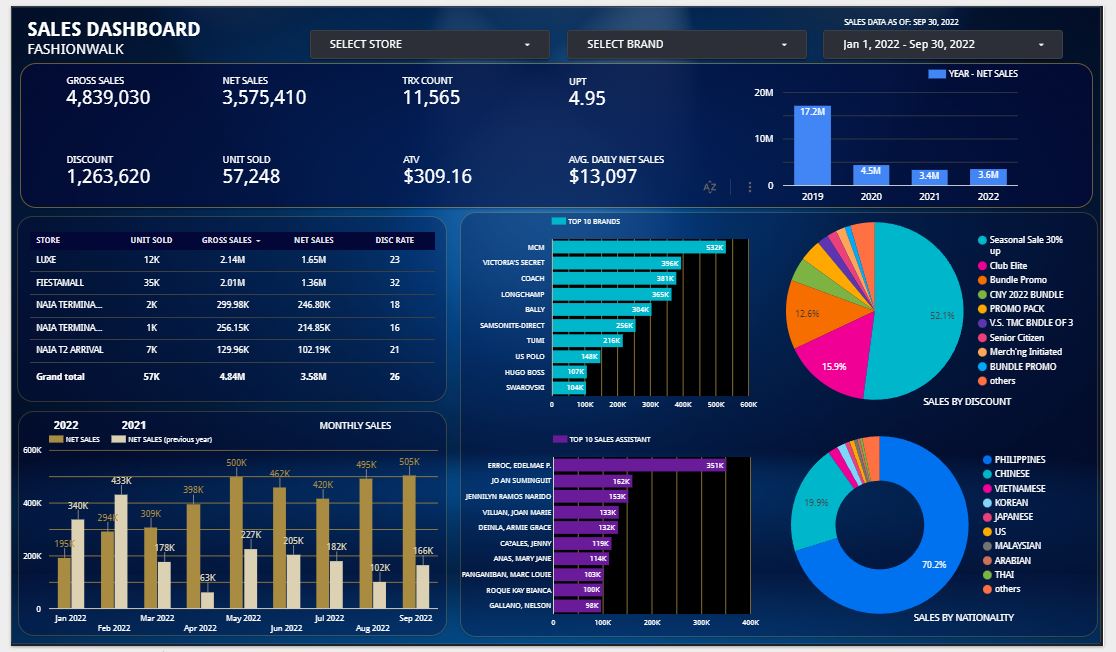 SALES DASHBOARD
FASHIONWALK
SELECT STORE
SELECT BRAND
SALES DATA AS OF: SEP 30, 2022
Jan 1, 2022 - Sep 30, 2022
GROSS SALES
4,839,030
NET SALES
3,575,410
TRX COUNT
11,565
UPT
4.95
DISCOUNT
1,263,620
UNIT SOLD
57,248
ATV
$309.16
AVG. DAILY NET SALES
$13,097
AZ
YEAR - NET SALES
20M
10M
0
17.2M
4.5M
3.4M
3.6M
2019 2020 2021 2022
STORE UNIT SOLD GROSS SALES NET SALES DISC RATE
LUXE 12K 2.14M 1.65M 23
FIESTAMALL 35K 2.01M 1.36M 32
NAIA TERMINA... 2K 299.98K 246.80K 18
NAIA TERMINA... 1K 256.15K 214.85K 16
NAIA T2 ARRIVAL 7K 129.96K 102.19K 21
Grand total 57K 4.84M 3.58M 26
2022 2021 MONTHLY SALES
NET SALES NET SALES (previous year)
600K
400K
200K
0
195K 340K
294K 433K
309K 178K
398K 63K
500K 227K
462K 205K
420K 182K
495K 102K
505K 166K
Jan 2022
Feb 2022
Mar 2022
Apr 2022
May 2022
Jun 2022
Jul 2022
Aug 2022
Sep 2022
TOP 10 BRANDS
MCM 532K
VICTORIA'S SECRET 396K
COACH 381K
LONGCHAMP 365K
BALLY 304K
SAMSONITE-DIRECT 256K
TUMI 216K
US POLO 148K
HUGO BOSS 107K
SWAROVSKI 104K
0 100K 200K 300K 400K 500K 600K
52.1%
15.9%
12.6%
Seasonal Sale 30%
up
Club Elite
Bundle Promo
CNY 2022 BUNDLE
PROMO PACK
V.S. TMC BNDLE OF 3
Senior Citizen
Merch'ng Initiated
BUNDLE PROMO
others
SALES BY DISCOUNT
TOP 10 SALES ASSISTANT
ERROC, EDELMAE P. 351K
JO AN SUMINGUIT 162K
JENNILYN RAMOS NARIDO 153K
VILLIAN, JOAN MARIE 133K
DEINLA, ARMIE GRACE 132K
CATALES, JENNY 119K
ANAS, MARY JANE 114K
PANGANIBAN, MARC LOUIE 103K
ROQUE KAY BIANCA 100K
GALLANO, NELSON 98K
0 100K 200K 300K 400K
70.2%
19.9%
PHILIPPINES
CHINESE
VIETNAMESE
KOREAN
JAPANESE
US
MALAYSIAN
ARABIAN
THAI
others
SALES BY NATIONALITY